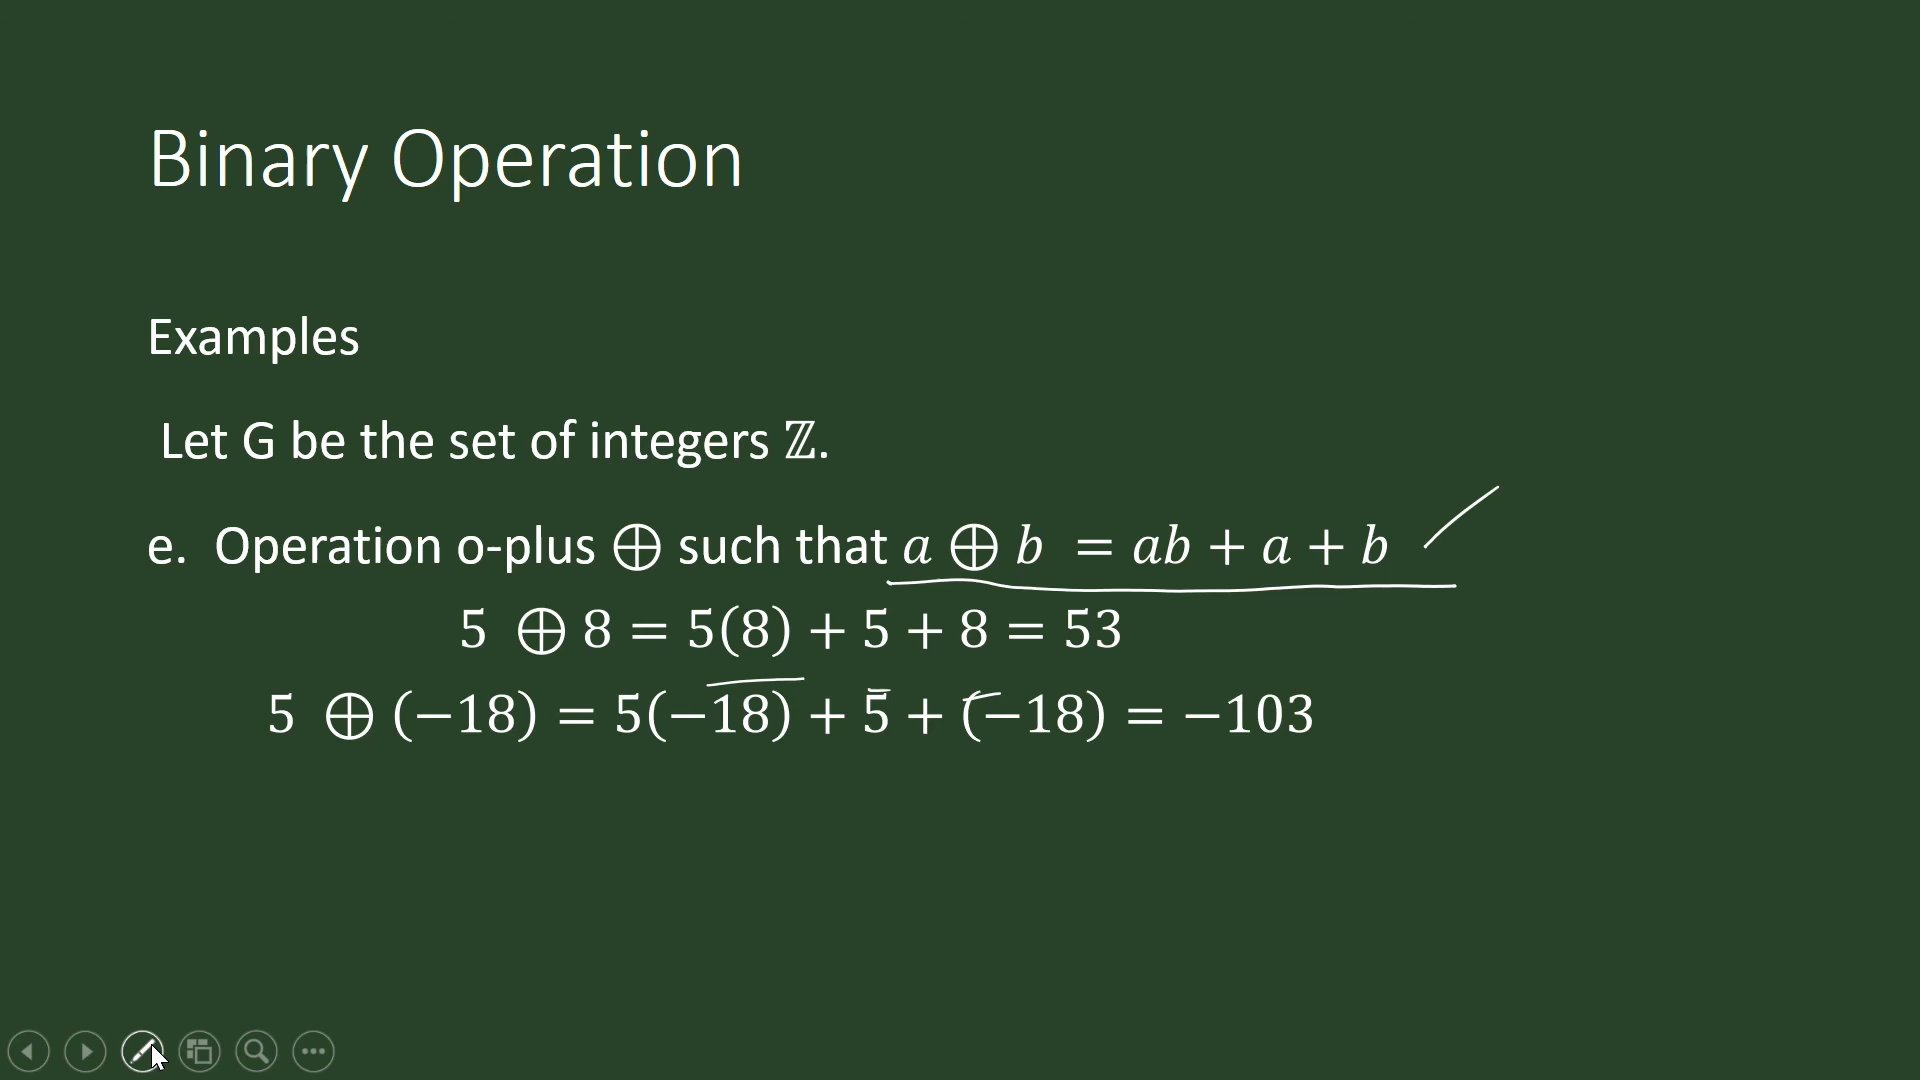 Binary Operation
Examples
Let G be the set of integers ℤ.
e. Operation o-plus ⊕ such that a ⊕ b = ab + a + b
5 ⊕ 8 = 5(8) + 5 + 8 = 53
5 ⊕ (−18) = 5(−18) + 5 + (−18) = −103